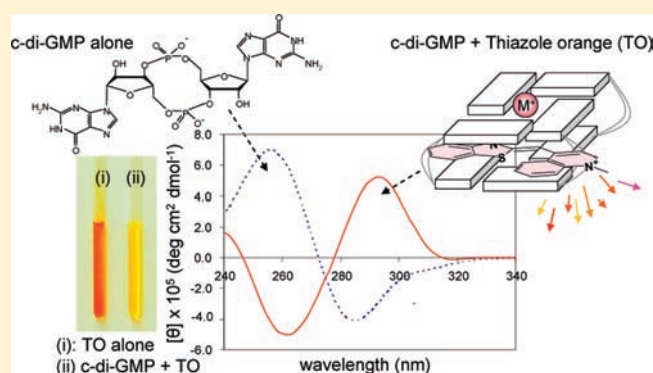 c-di-GMP alone
c-di-GMP + Thiazole orange (TO)
NH
N
NH₂
N
N
O
O
OH
O
P
O⁻
O
O
O
OH
O
P
O
O⁻
H₂N
N
N
HN
N
O
M⁺
N
S
N
(i) (ii)
8.0
6.0
4.0
2.0
0.0
-2.0
-4.0
-6.0
240 260 280 300 320 340
[θ] x 10⁵ (deg cm² dmol⁻¹)
wavelength (nm)
(i): TO alone
(ii) c-di-GMP + TO